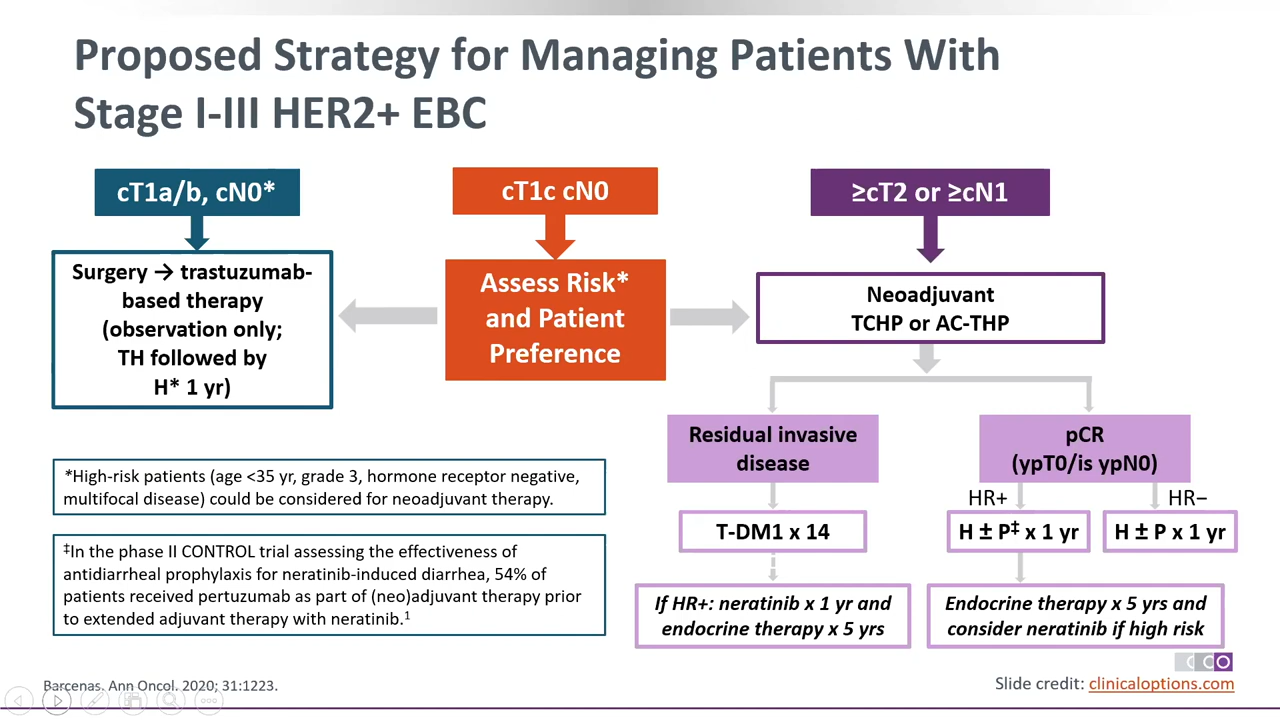 Proposed Strategy for Managing Patients With
Stage I-III HER2+ EBC
cT1a/b, cN0*
Surgery → trastuzumab-
based therapy
(observation only;
TH followed by
H* 1 yr)
cT1c cN0
Assess Risk*
and Patient
Preference
≥cT2 or ≥cN1
Neoadjuvant
TCHP or AC-THP
Residual invasive
disease
T-DM1 x 14
If HR+: neratinib x 1 yr and
endocrine therapy x 5 yrs
pCR
(ypT0/is ypN0)
HR+
HR−
H ± P‡ x 1 yr
H ± P x 1 yr
Endocrine therapy x 5 yrs and
consider neratinib if high risk
*High-risk patients (age <35 yr, grade 3, hormone receptor negative,
multifocal disease) could be considered for neoadjuvant therapy.
‡In the phase II CONTROL trial assessing the effectiveness of
antidiarrheal prophylaxis for neratinib-induced diarrhea, 54% of
patients received pertuzumab as part of (neo)adjuvant therapy prior
to extended adjuvant therapy with neratinib.1
Barcenas. Ann Oncol. 2020; 31:1223.
CCO
Slide credit: clinicaloptions.com